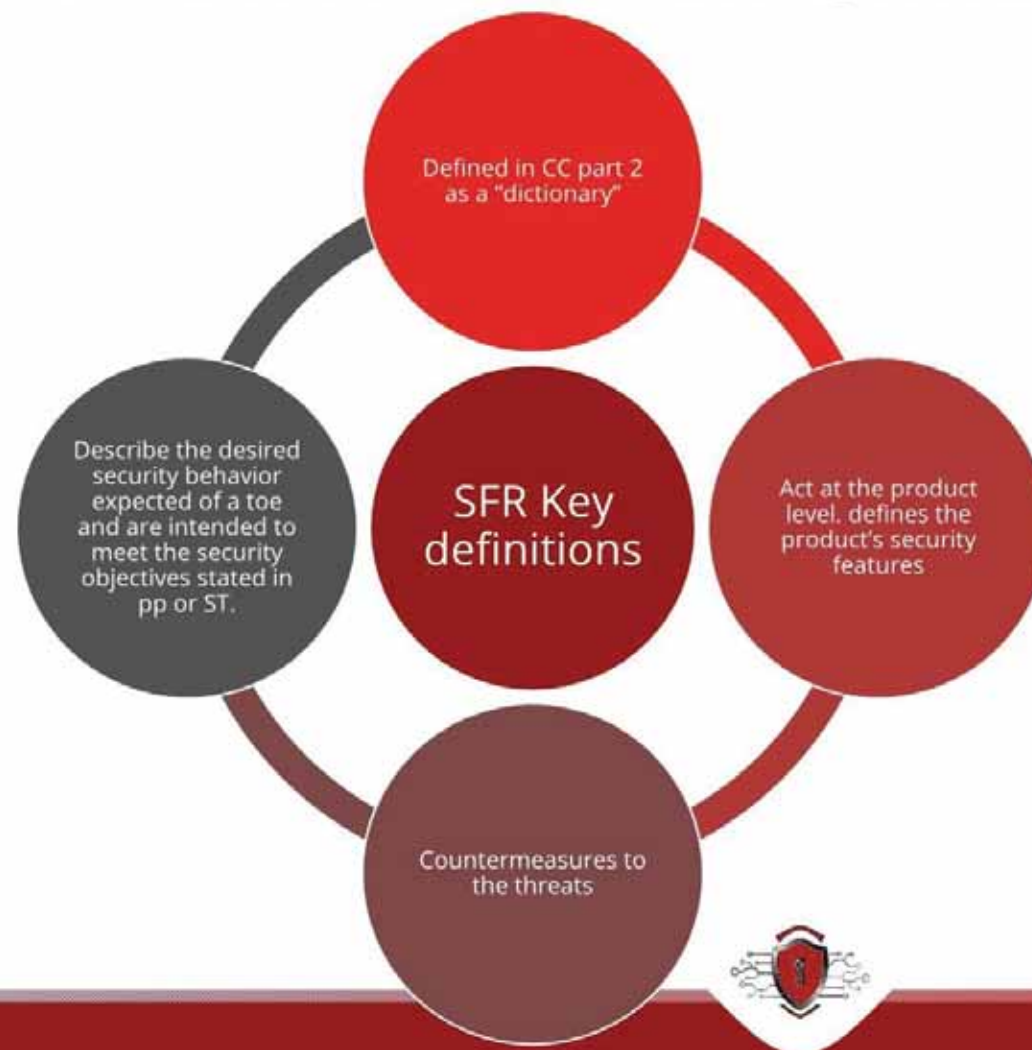 Defined in CC part 2
as a “dictionary”
Describe the desired
security behavior
expected of a toe
and are intended to
meet the security
objectives stated in
pp or ST.
SFR Key
definitions
Act at the product
level. defines the
product’s security
features
Countermeasures to
the threats